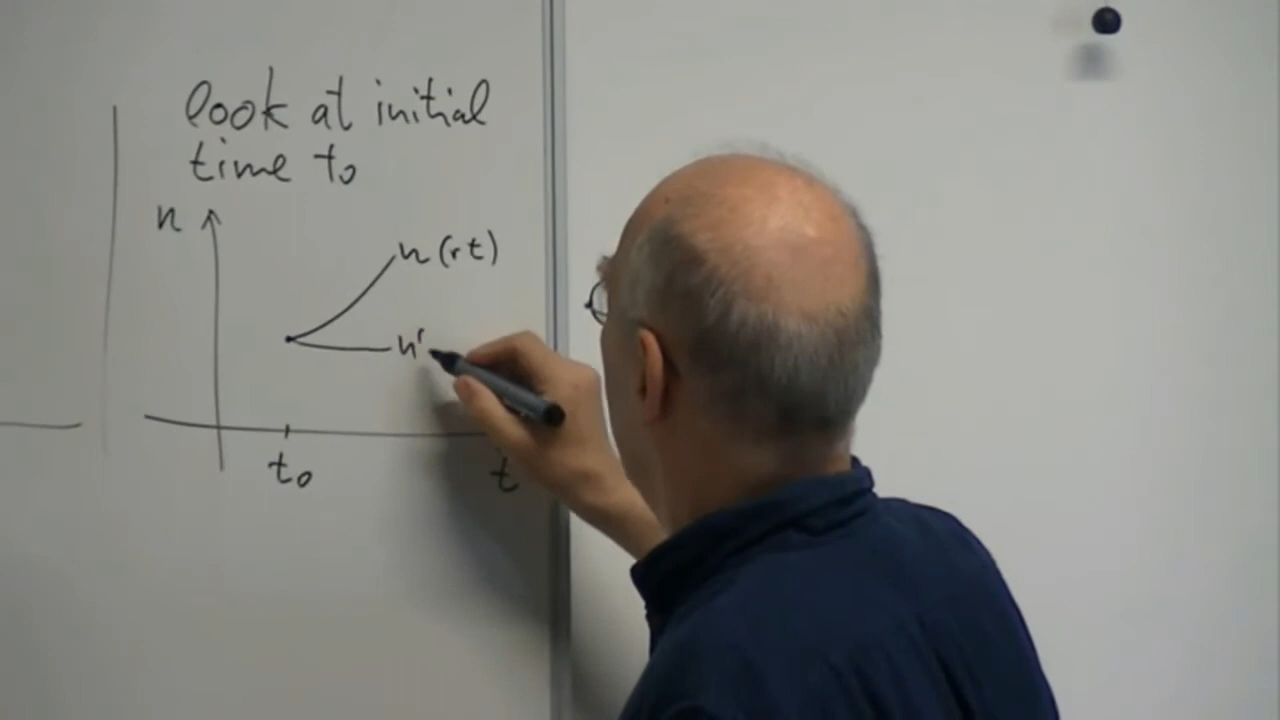 look at initial
time t₀
n
n(rt)
n'
t₀
t